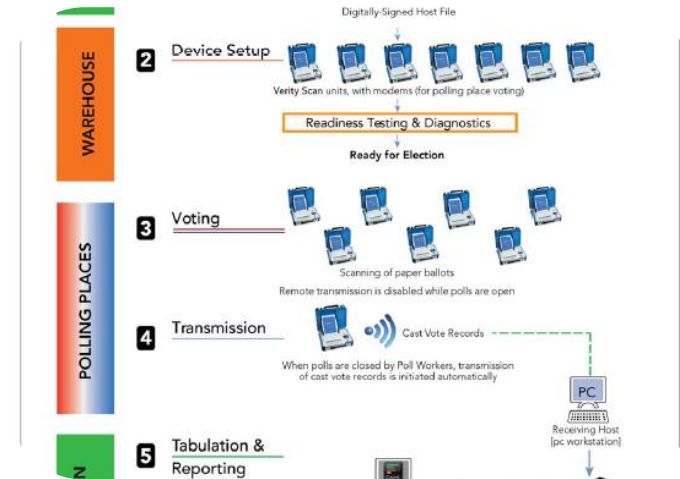 Digitally-Signed Host File
WAREHOUSE
2 Device Setup
Verity Scan units, with modems (for polling place voting)
Readiness Testing & Diagnostics
Ready for Election
POLLING PLACES
3 Voting
Scanning of paper ballots
Remote transmission is disabled while polls are open
4 Transmission
Cast Vote Records
When polls are closed by Poll Workers, transmission
of cast vote records is initiated automatically
PC
Receiving Host
[pc workstation]
N
5 Tabulation &
Reporting